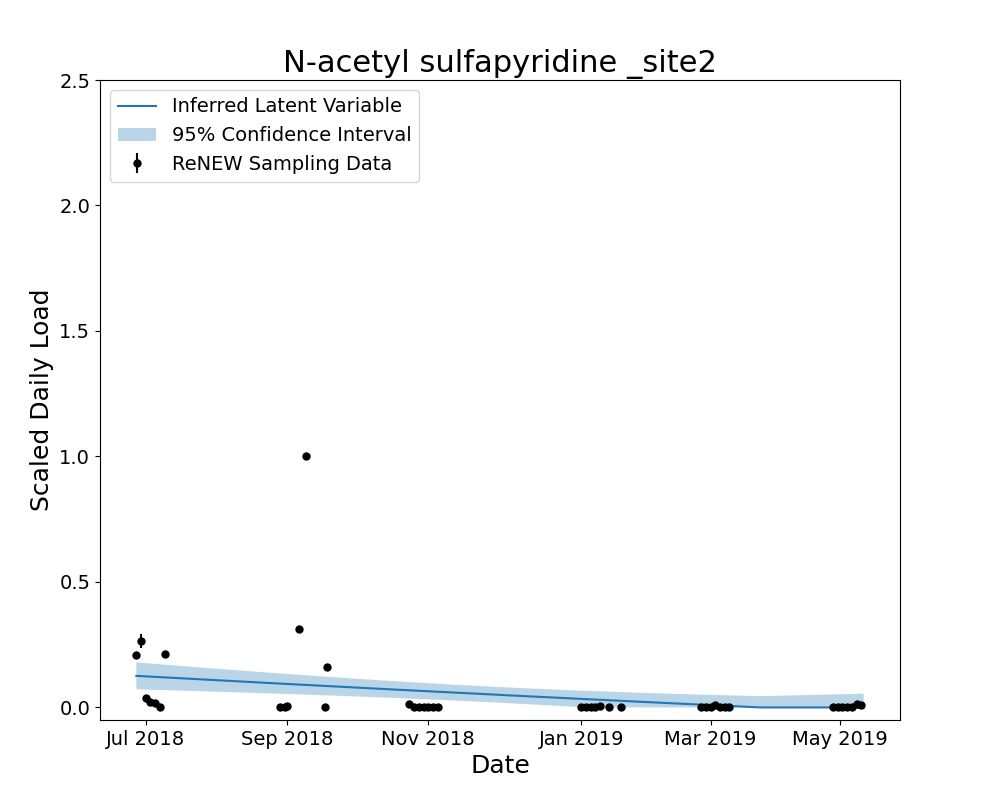 N-acetyl sulfapyridine _site2
2.5
Inferred Latent Variable
95% Confidence Interval
ReNEW Sampling Data
2.0
1.5
1.0
0.5
0.0
Scaled Daily Load
Jul 2018 Sep 2018 Nov 2018 Jan 2019 Mar 2019 May 2019
Date